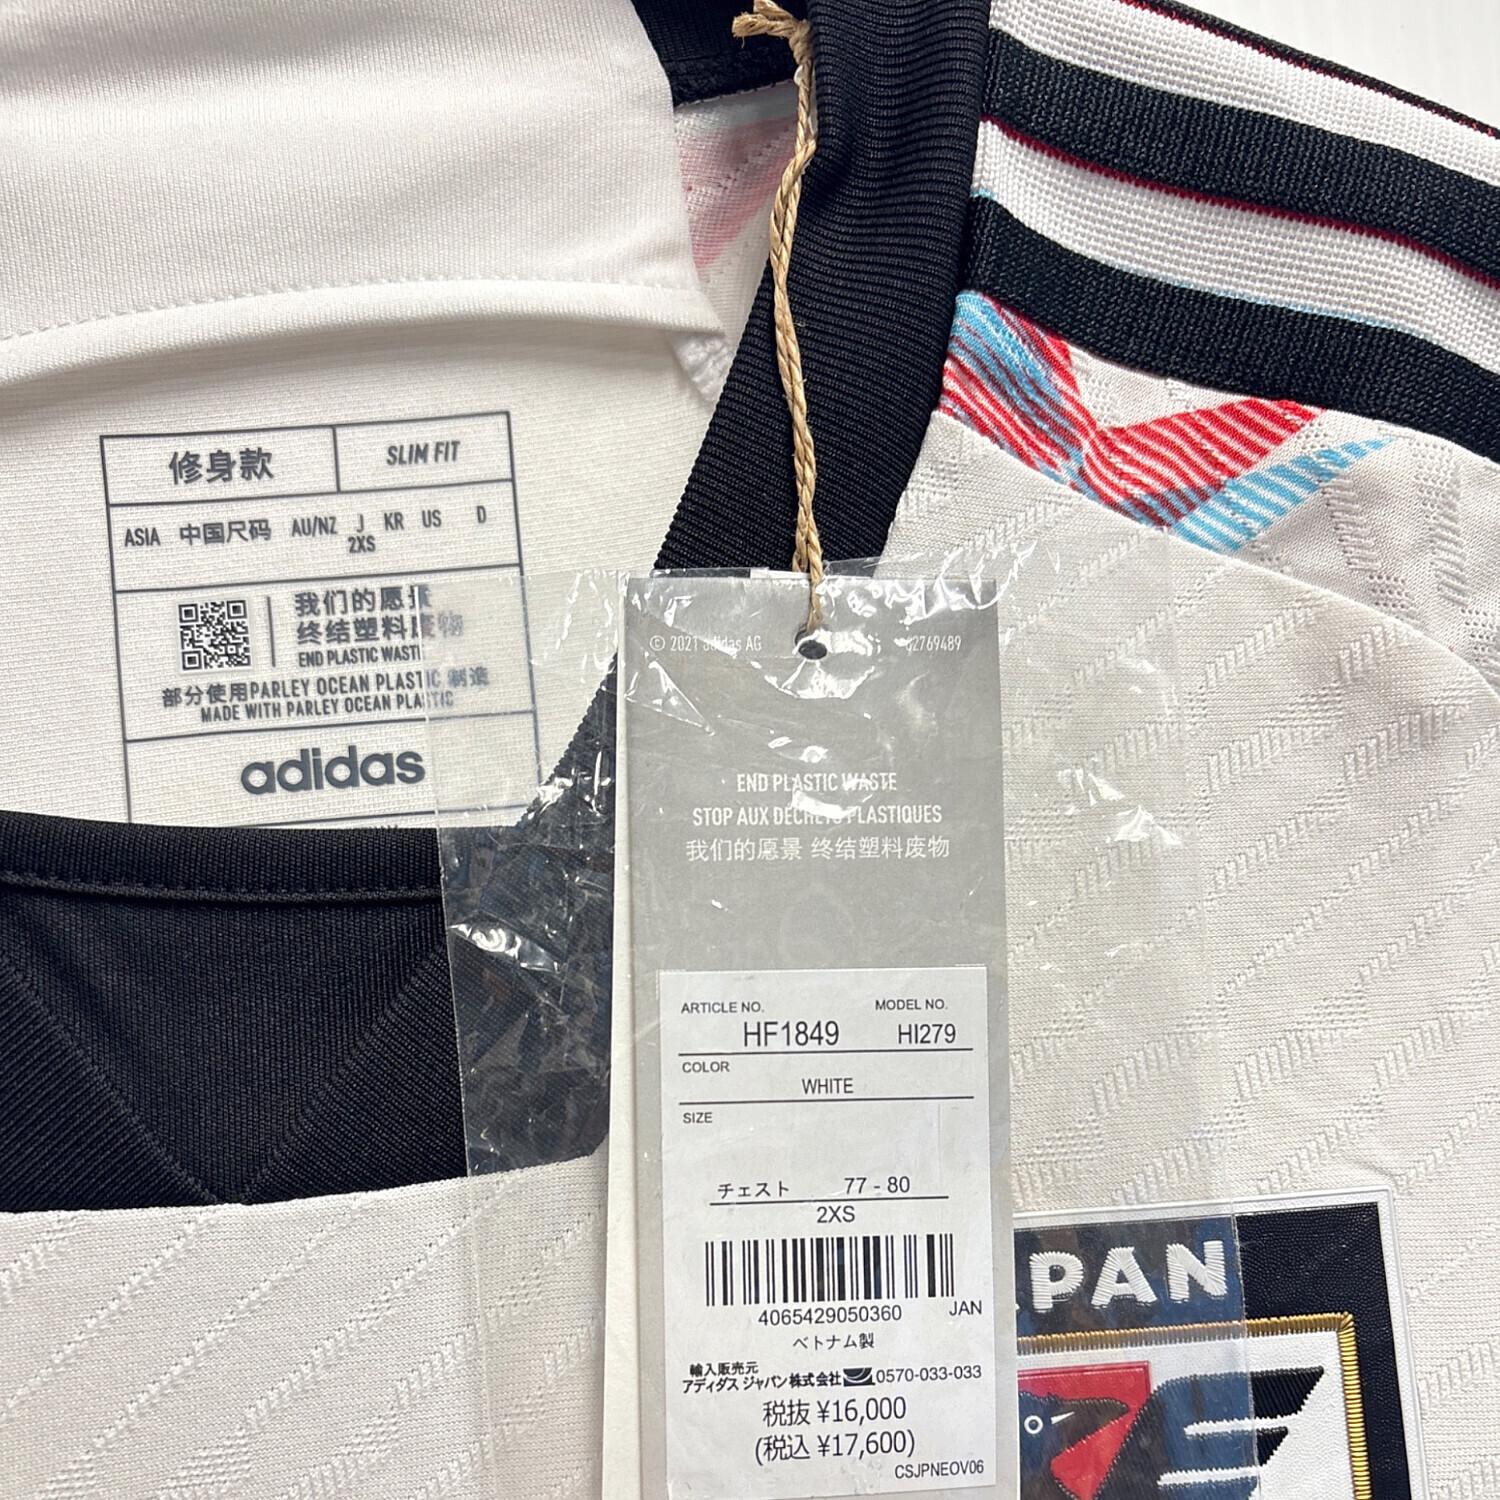 修身款 SLIM FIT
ASIA 中国尺码 AU/NZ J KR US D
2XS
我们的愿景
终结塑料废物
END PLASTIC WASTE
部分使用PARLEY OCEAN PLASTIC 制造
MADE WITH PARLEY OCEAN PLASTIC
adidas
© 2021 adidas AG 62769489
END PLASTIC WASTE
STOP AUX DÉCHETS PLASTIQUES
我们的愿景 终结塑料废物
ARTICLE NO. MODEL NO.
HF1849 HI279
COLOR
WHITE
SIZE
チェスト 77 - 80
2XS
4065429050360 JAN
ベトナム製
輸入販売元
アディダス ジャパン株式会社 0570-033-033
税抜 ¥16,000
(税込 ¥17,600)
CSJPNEOV06
PAN